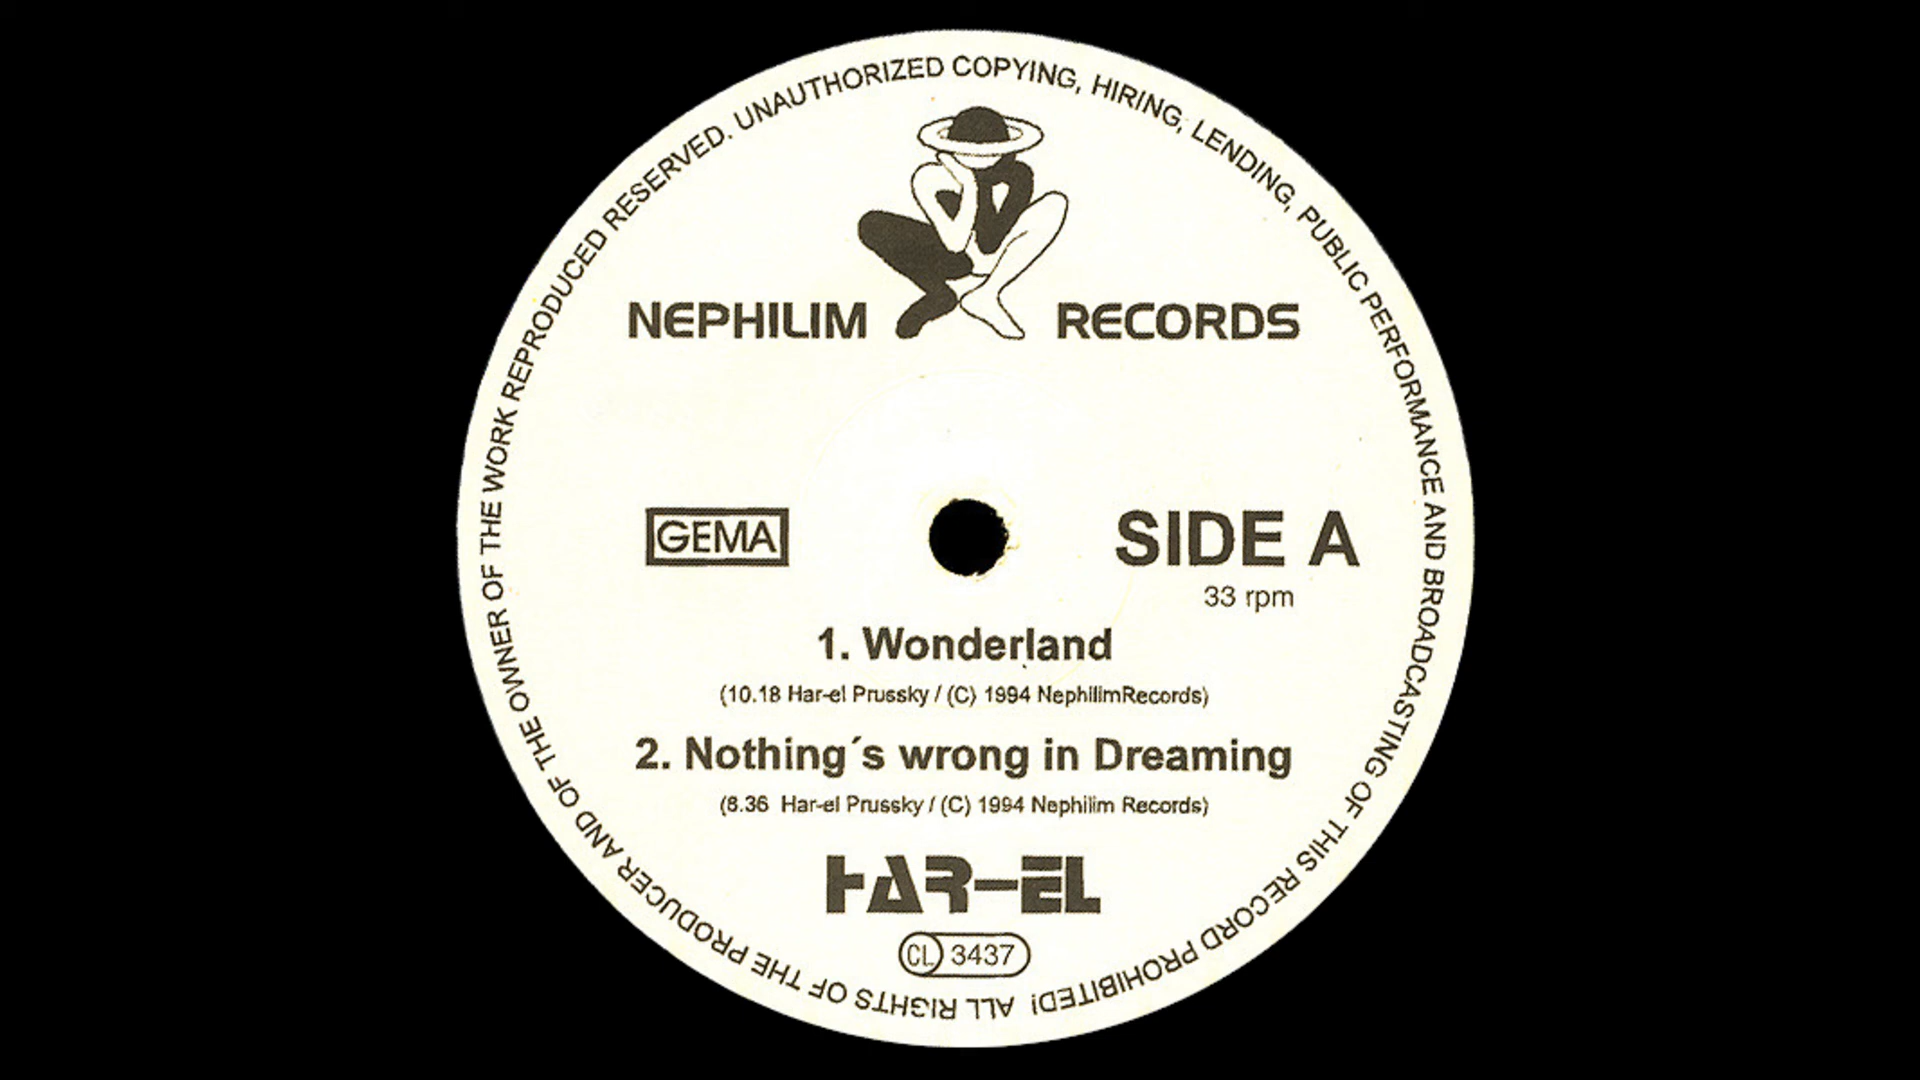 ALL RIGHTS OF THE PRODUCER AND OF THE OWNER OF THE WORK REPRODUCED RESERVED. UNAUTHORIZED COPYING, HIRING, LENDING, PUBLIC PERFORMANCE AND BROADCASTING OF THIS RECORD PROHIBITED!
NEPHILIM RECORDS
GEMA
SIDE A
33 rpm
1. Wonderland
(10.18 Har-el Prussky / (C) 1994 NephilimRecords)
2. Nothing´s wrong in Dreaming
(8.36 Har-el Prussky / (C) 1994 Nephilim Records)
HAR-EL
CL 3437